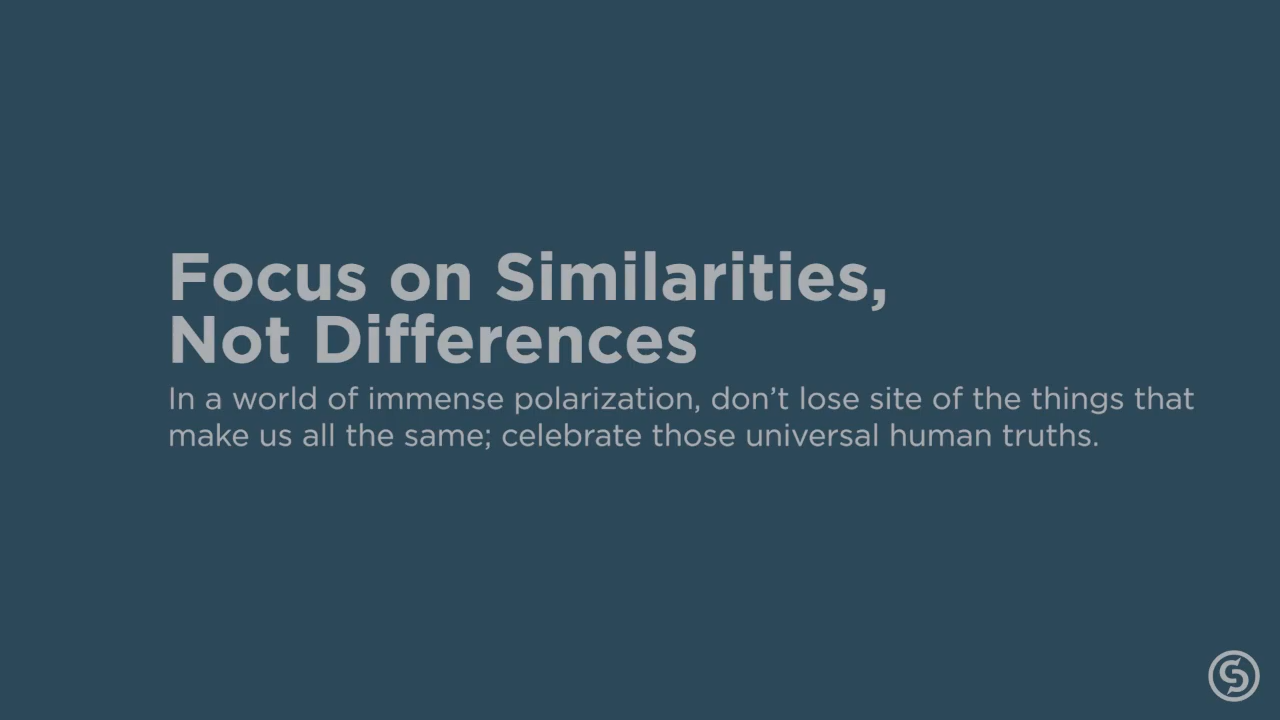 Focus on Similarities,
Not Differences
In a world of immense polarization, don’t lose site of the things that
make us all the same; celebrate those universal human truths.